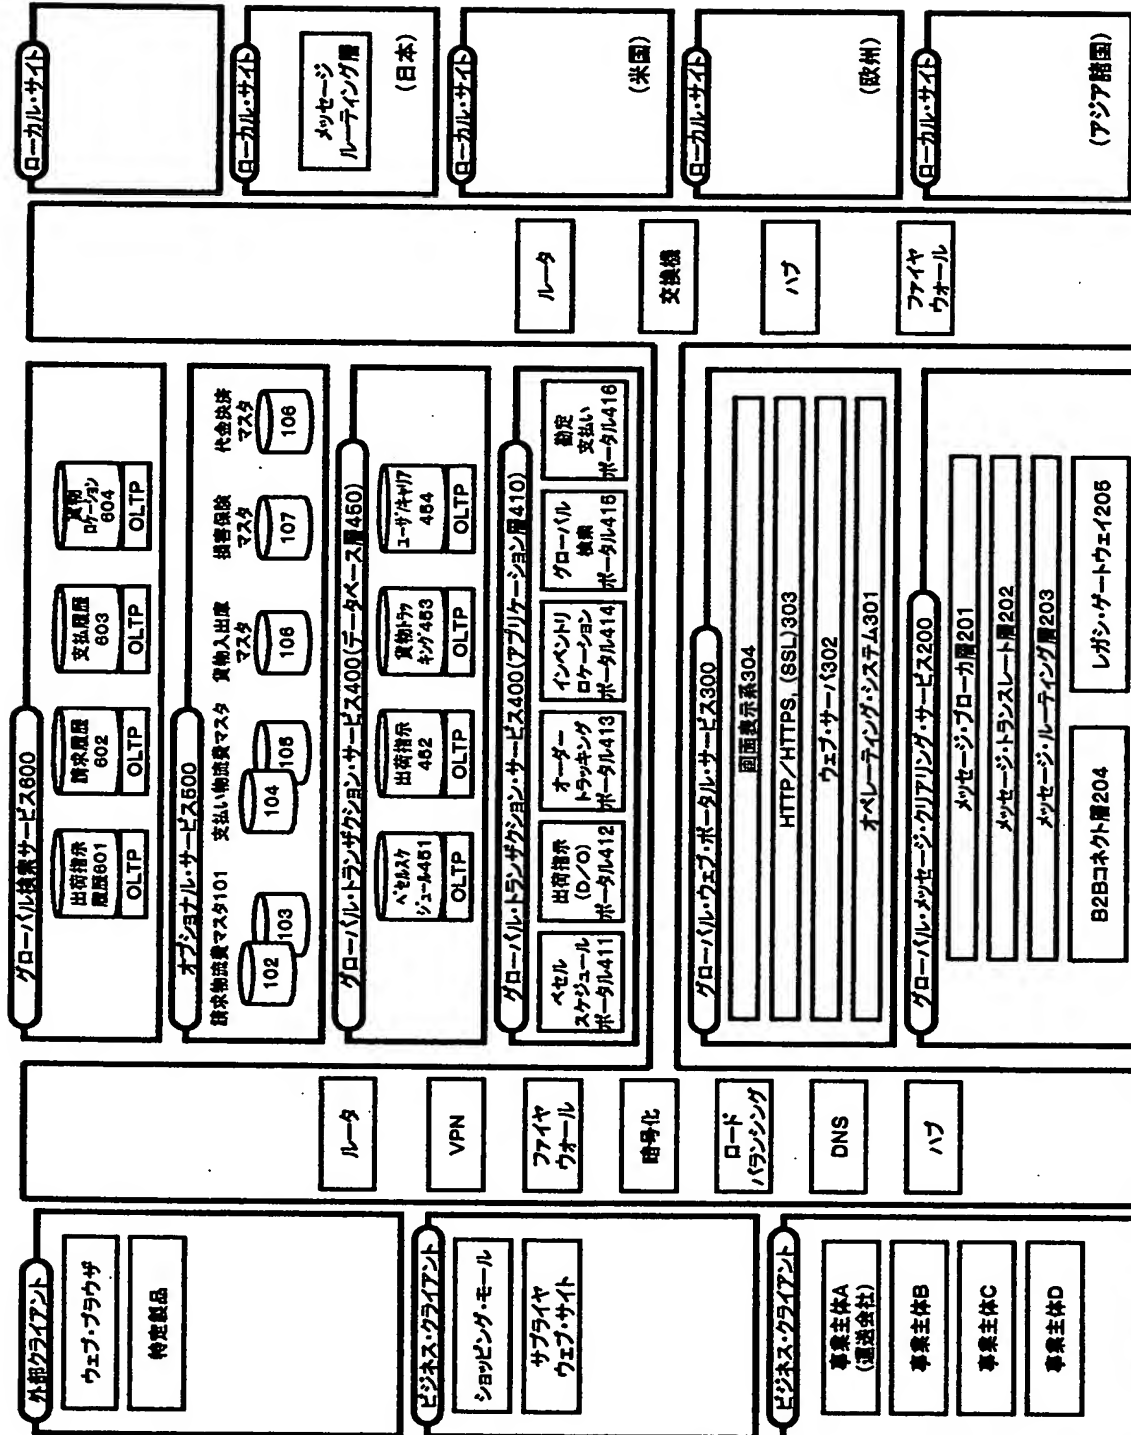 外部クライアント
ウェブ・ブラウザ
特定製品
ビジネス・クライアント
ショッピング・モール
サプライヤ
ウェブ・サイト
ビジネス・クライアント
事業主体A
(運送会社)
事業主体B
事業主体C
事業主体D
ルータ
VPN
ファイヤ
ウォール
暗号化
ロード
バランシング
DNS
ハブ
グローバル検索サービス600
出荷指示
履歴601
OLTP
請求履歴
602
OLTP
支払履歴
603
OLTP
貨物
ロケーション
604
OLTP
オプショナル・サービス500
請求物流費マスタ101
102
103
支払い物流費マスタ
104
105
貨物入出庫
マスタ
106
損害保険
マスタ
107
代金決済
マスタ
106
グローバル・トランザクション・サービス400(データベース層450)
ベセルスケ
ジュール451
OLTP
出荷指示
452
OLTP
貨物トラッ
キング453
OLTP
ユーザ/キャリア
454
OLTP
グローバル・トランザクション・サービス400(アプリケーション層410)
ベセル
スケジュール
ポータル411
出荷指示
(D/O)
ポータル412
オーダー
トラッキング
ポータル413
インベントリ
ロケーション
ポータル414
グローバル
検索
ポータル415
勘定
支払い
ポータル416
グローバル・ウェブ・ポータル・サービス300
画面表示系304
HTTP/HTTPS, (SSL)303
ウェブ・サーバ302
オペレーティング・システム301
グローバル・メッセージ・クリアリング・サービス200
メッセージ・ブローカ層201
メッセージ・トランスレート層202
メッセージ・ルーティング層203
B2Bコネクト層204
レガシ・ゲートウェイ205
ルータ
交換機
ハブ
ファイヤ
ウォール
ローカル・サイト
ローカル・サイト
メッセージ
ルーティング層
(日本)
ローカル・サイト
(米国)
ローカル・サイト
(欧州)
ローカル・サイト
(アジア諸国)